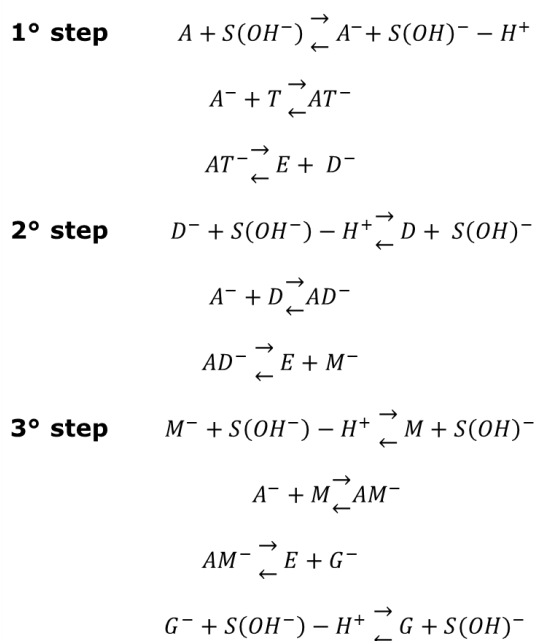 1° step A + S(OH⁻) ⇄ A⁻ + S(OH)⁻ − H⁺
A⁻ + T ⇄ AT⁻
AT⁻ ⇄ E + D⁻
2° step D⁻ + S(OH⁻) − H⁺ ⇄ D + S(OH)⁻
A⁻ + D ⇄ AD⁻
AD⁻ ⇄ E + M⁻
3° step M⁻ + S(OH⁻) − H⁺ ⇄ M + S(OH)⁻
A⁻ + M ⇄ AM⁻
AM⁻ ⇄ E + G⁻
G⁻ + S(OH⁻) − H⁺ ⇄ G + S(OH)⁻